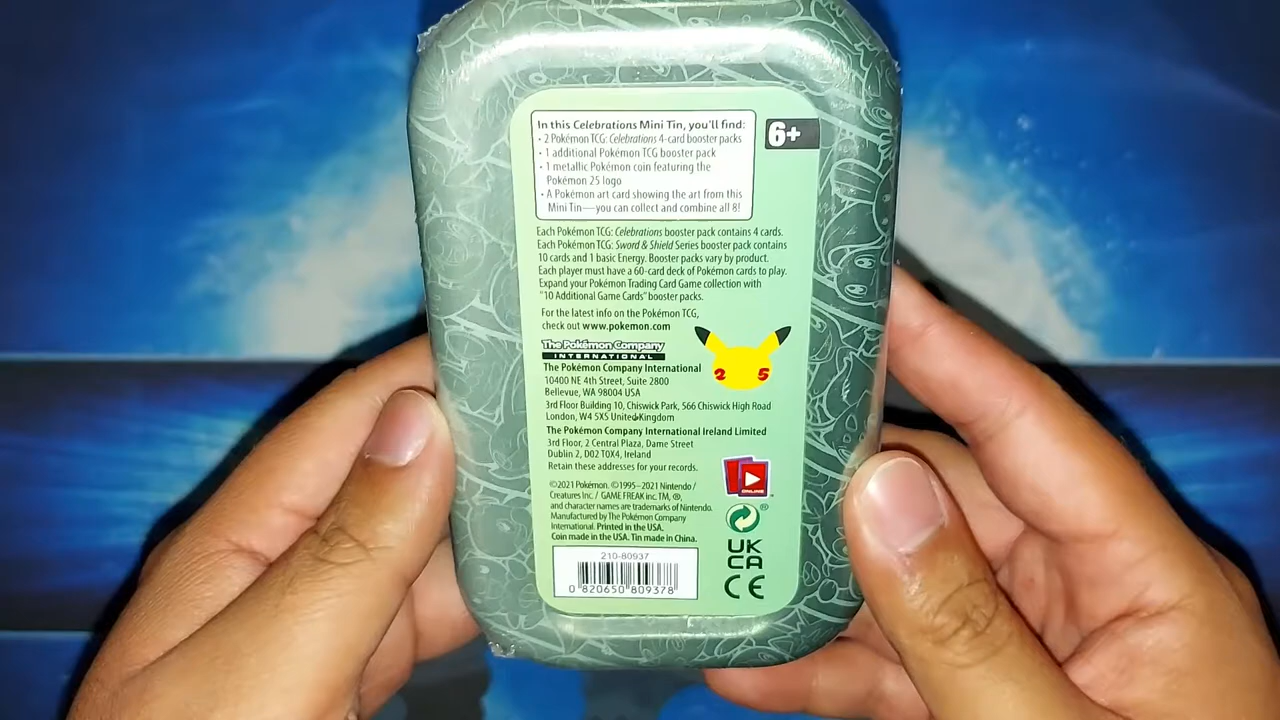 In this Celebrations Mini Tin, you'll find:
6+
• 2 Pokémon TCG: Celebrations 4-card booster packs
• 1 additional Pokémon TCG booster pack
• 1 metallic Pokémon coin featuring the
Pokémon 25 logo
• A Pokémon art card showing the art from this
Mini Tin—you can collect and combine all 8!
Each Pokémon TCG: Celebrations booster pack contains 4 cards.
Each Pokémon TCG: Sword & Shield Series booster pack contains
10 cards and 1 basic Energy. Booster packs vary by product.
Each player must have a 60-card deck of Pokémon cards to play.
Expand your Pokémon Trading Card Game collection with
"10 Additional Game Cards" booster packs.
For the latest info on the Pokémon TCG,
check out www.pokemon.com
The Pokémon Company
INTERNATIONAL
25
The Pokémon Company International
10400 NE 4th Street, Suite 2800
Bellevue, WA 98004 USA
3rd Floor Building 10, Chiswick Park, 566 Chiswick High Road
London, W4 5XS United Kingdom
The Pokémon Company International Ireland Limited
3rd Floor, 2 Central Plaza, Dame Street
Dublin 2, D02 T0X4, Ireland
Retain these addresses for your records.
ONLINE
©2021 Pokémon. ©1995–2021 Nintendo /
Creatures Inc. / GAME FREAK inc. TM, ®,
and character names are trademarks of Nintendo.
Manufactured by The Pokémon Company
International. Printed in the USA.
Coin made in the USA. Tin made in China.
®
UK
CA
CE
210-80937
0 820650 809378